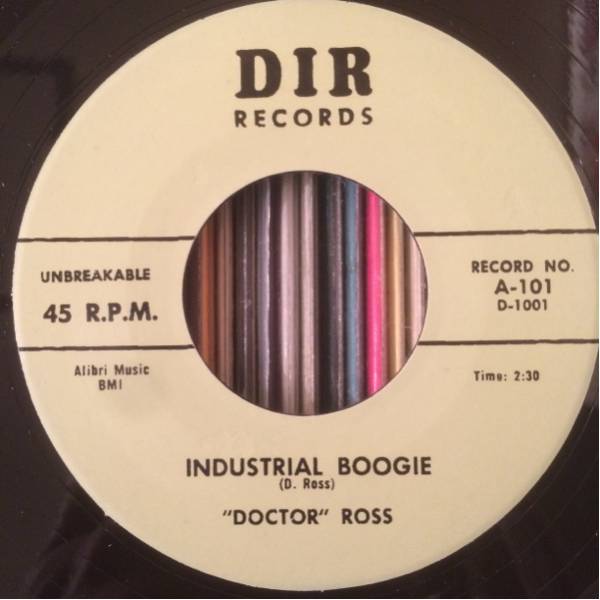 DIR
RECORDS
UNBREAKABLE
45 R.P.M.
Alibri Music
BMI
RECORD NO.
A-101
D-1001
Time: 2:30
INDUSTRIAL BOOGIE
(D. Ross)
"DOCTOR" ROSS